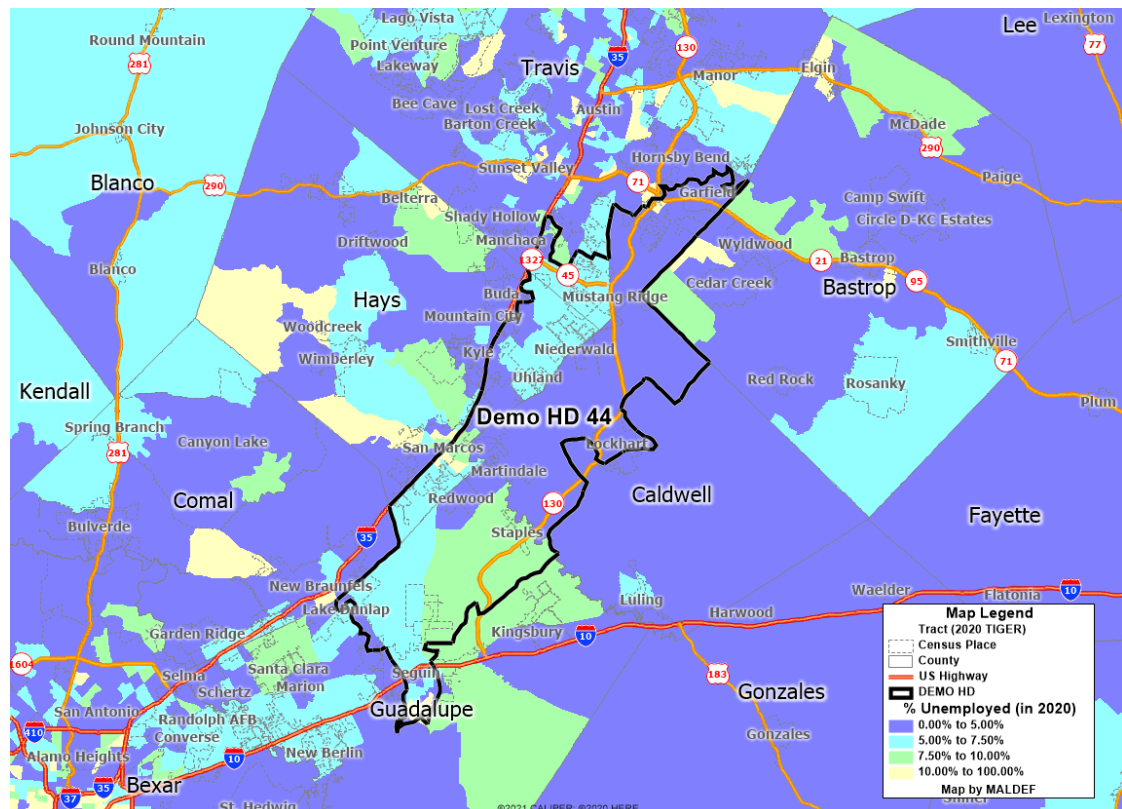 Lago Vista
Lexington
Lee
Round Mountain
77
281
Point Venture
35
130
Lakeway
Travis
Elgin
Manor
Bee Cave
Lost Creek
Austin
Barton Creek
McDade
Johnson City
290
Hornsby Bend
Sunset Valley
71
Paige
Blanco
290
Garfield
Belterra
Camp Swift
Circle D-KC Estates
Shady Hollow
Driftwood
Manchaca
Wyldwood
1327
21
Bastrop
Blanco
45
95
Cedar Creek
Bastrop
Buda
Mustang Ridge
Hays
Mountain City
Woodcreek
Smithville
Kyle
Niederwald
Wimberley
71
Uhland
Red Rock
Rosanky
Kendall
Plum
Demo HD 44
Spring Branch
Canyon Lake
281
San Marcos
Lockhart
Martindale
Comal
Redwood
Caldwell
130
Fayette
Bulverde
Staples
35
New Braunfels
Waelder
Flatonia
10
Lake Dunlap
Luling
Harwood
Garden Ridge
Kingsbury
10
1604
Santa Clara
Selma
Marion
Seguin
183
Schertz
Gonzales
San Antonio
Guadalupe
Randolph AFB
410
Converse
New Berlin
Gonzales
Alamo Heights
10
Bexar
35
37
St. Hedwig
©2021 CALIPER; ©2020 HERE
Map Legend
Tract (2020 TIGER)
Census Place
County
US Highway
DEMO HD
% Unemployed (in 2020)
0.00% to 5.00%
5.00% to 7.50%
7.50% to 10.00%
10.00% to 100.00%
Map by MALDEF